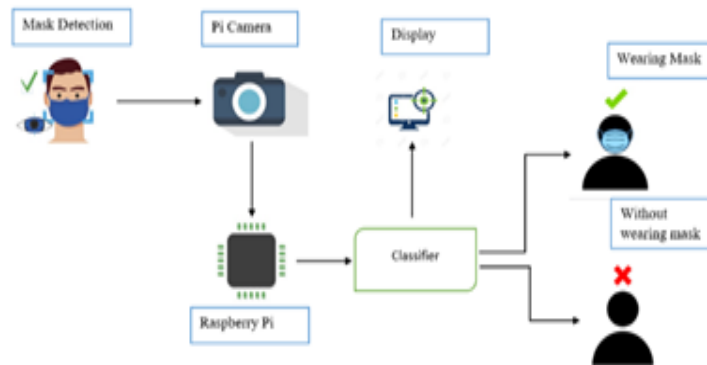 Mask Detection
Pi Camera
Display
Wearing Mask
Without
wearing mask
Classifier
Raspberry Pi